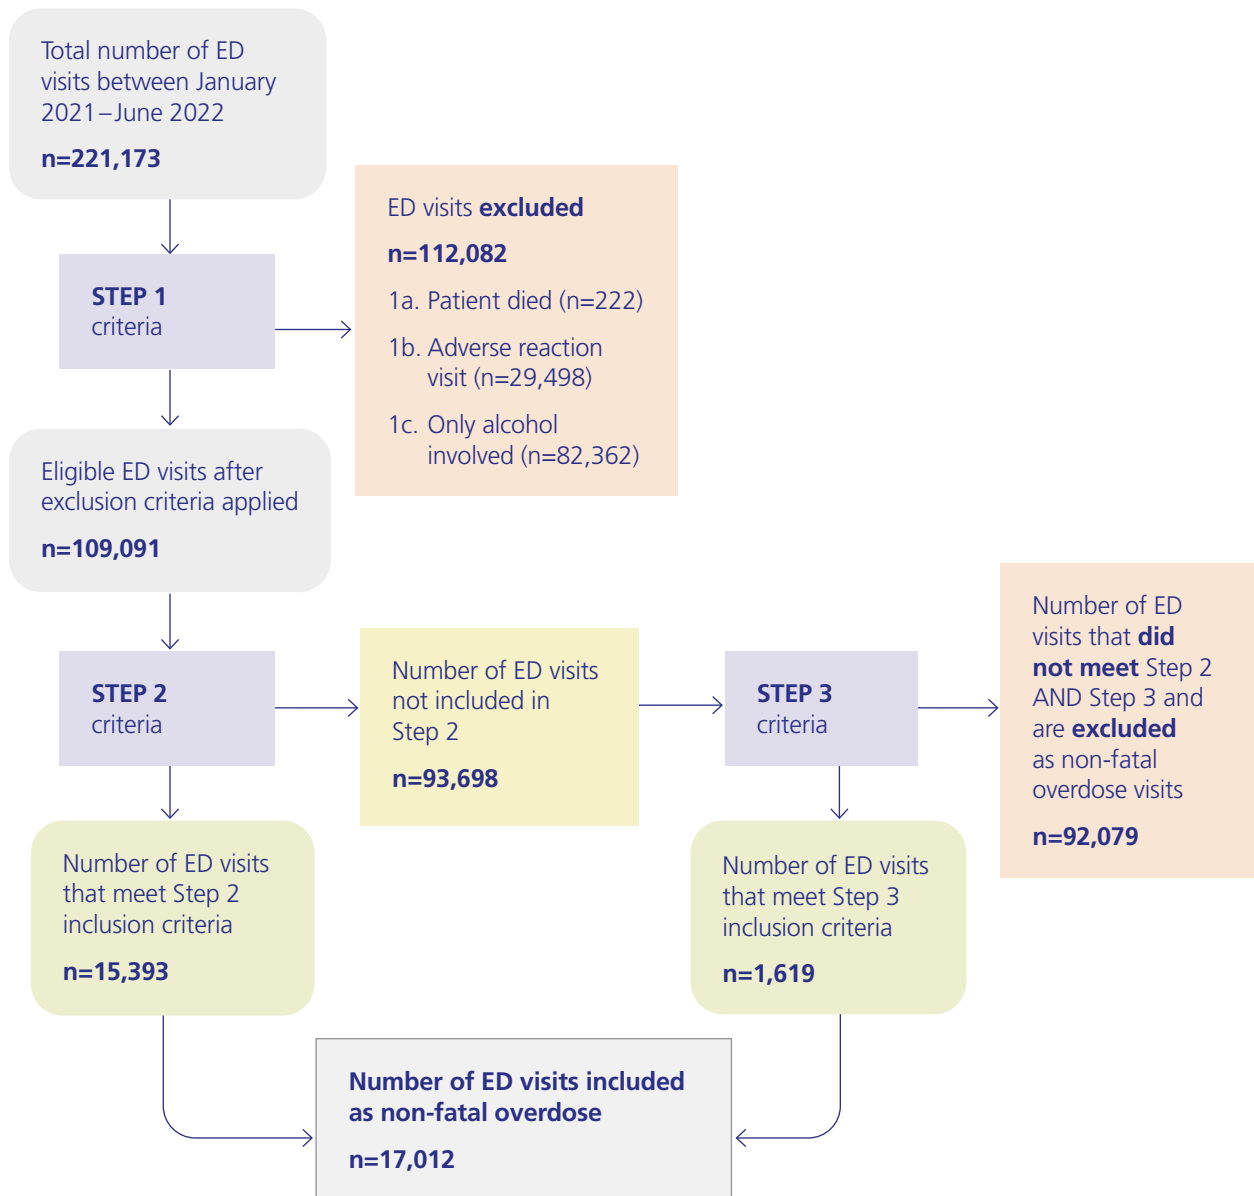 Total number of ED
visits between January
2021–June 2022
n=221,173
ED visits excluded
n=112,082
1a. Patient died (n=222)
1b. Adverse reaction
visit (n=29,498)
1c. Only alcohol
involved (n=82,362)
STEP 1
criteria
Eligible ED visits after
exclusion criteria applied
n=109,091
STEP 2
criteria
Number of ED visits
not included in
Step 2
n=93,698
STEP 3
criteria
Number of ED
visits that did
not meet Step 2
AND Step 3 and
are excluded
as non-fatal
overdose visits
n=92,079
Number of ED visits
that meet Step 2
inclusion criteria
n=15,393
Number of ED visits
that meet Step 3
inclusion criteria
n=1,619
Number of ED visits included
as non-fatal overdose
n=17,012